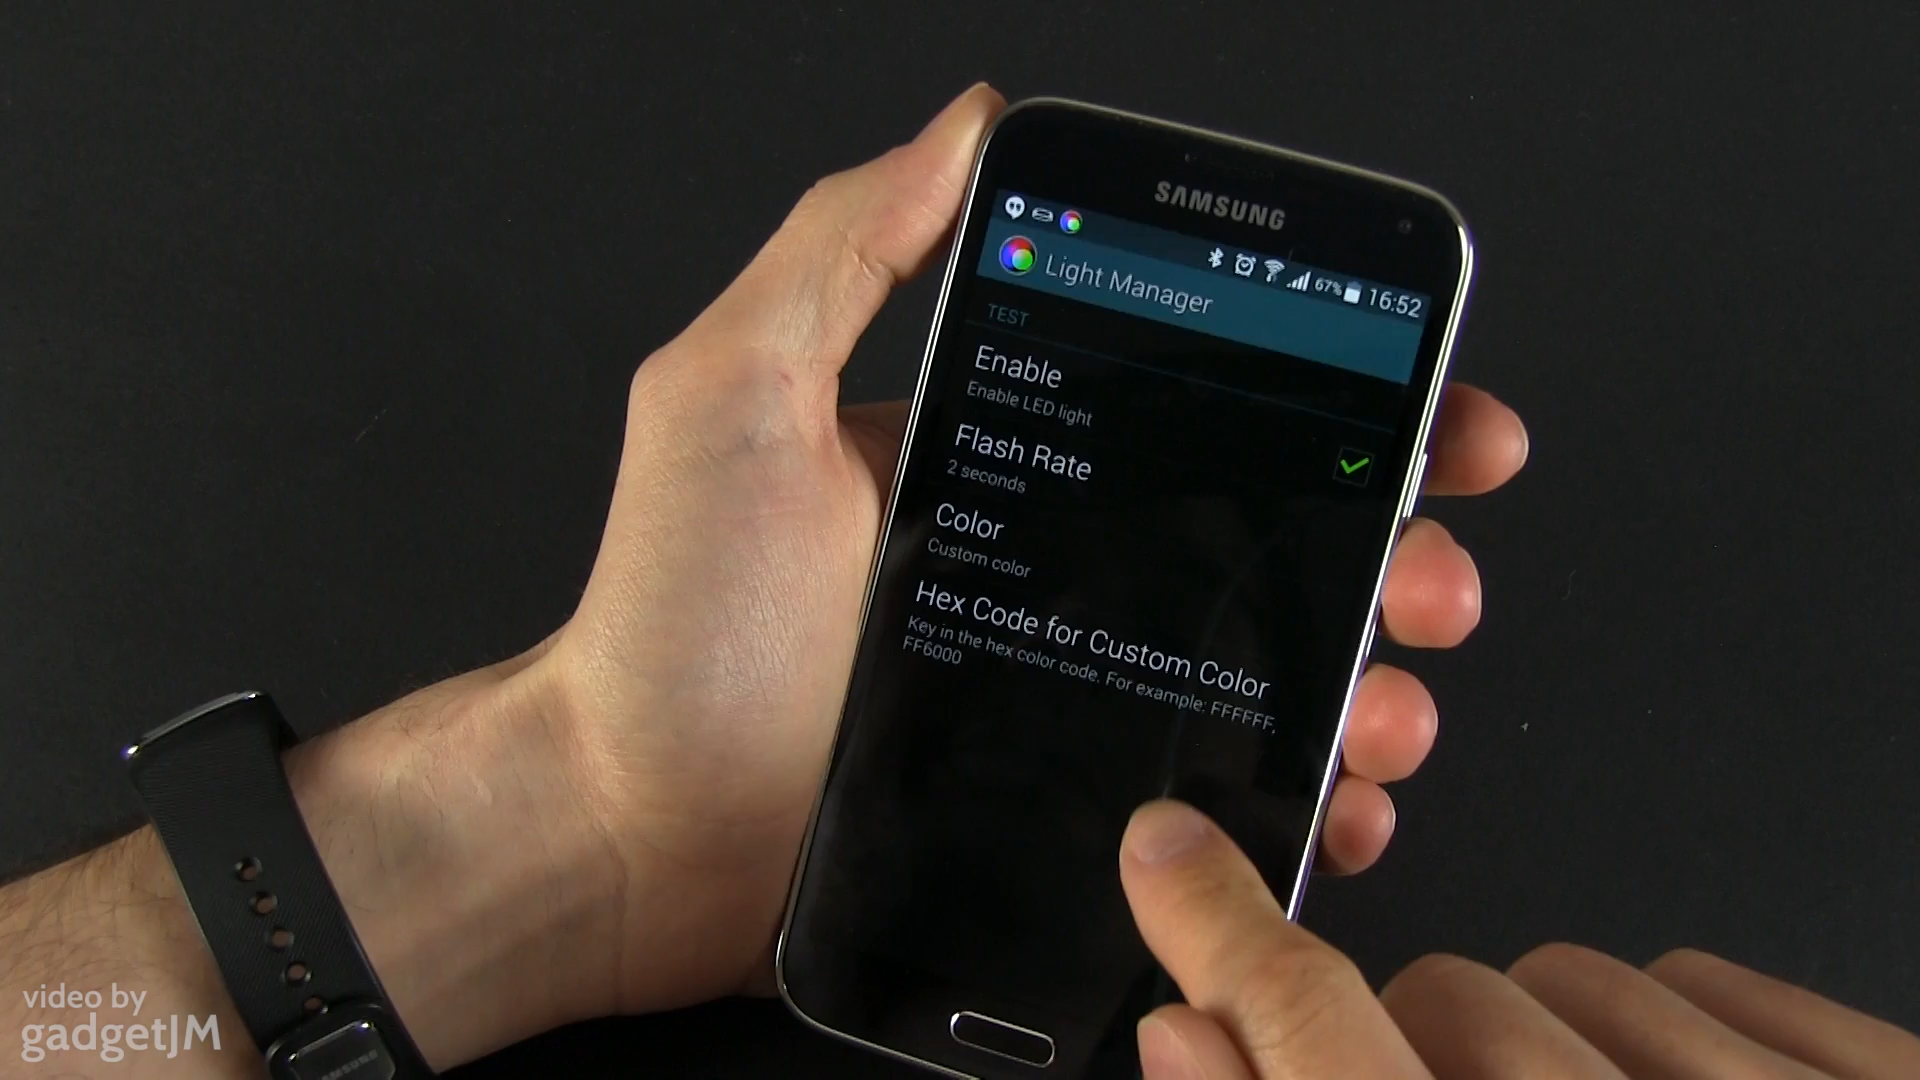 SAMSUNG
67% 16:52
Light Manager
TEST
Enable
Enable LED light
Flash Rate
2 seconds
Color
Custom color
Hex Code for Custom Color
Key in the hex color code. For example: FFFFFF,
FF6000
video by
gadgetJM
SAMSUNG